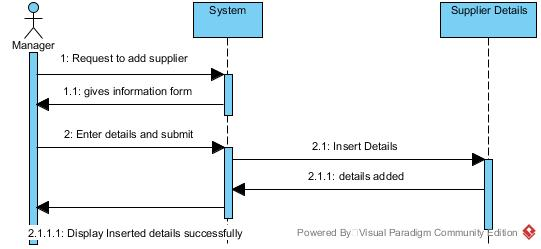 System
Supplier Details
Manager
1: Request to add supplier
1.1: gives information form
2: Enter details and submit
2.1: Insert Details
2.1.1: details added
2.1.1.1: Display Inserted details successfully
Powered By Visual Paradigm Community Edition